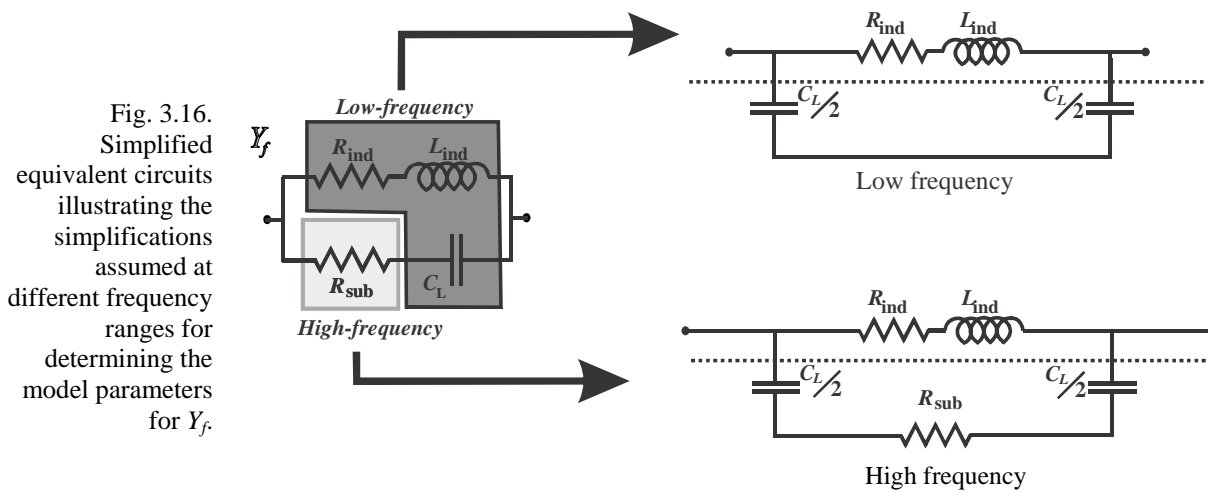 Fig. 3.16.
Simplified
equivalent circuits
illustrating the
simplifications
assumed at
different frequency
ranges for
determining the
model parameters
for Yf.
Low-frequency
Yf
Rind
Lind
Rsub
CL
High-frequency
Rind
Lind
CL/2
CL/2
Low frequency
Rind
Lind
CL/2
CL/2
Rsub
High frequency